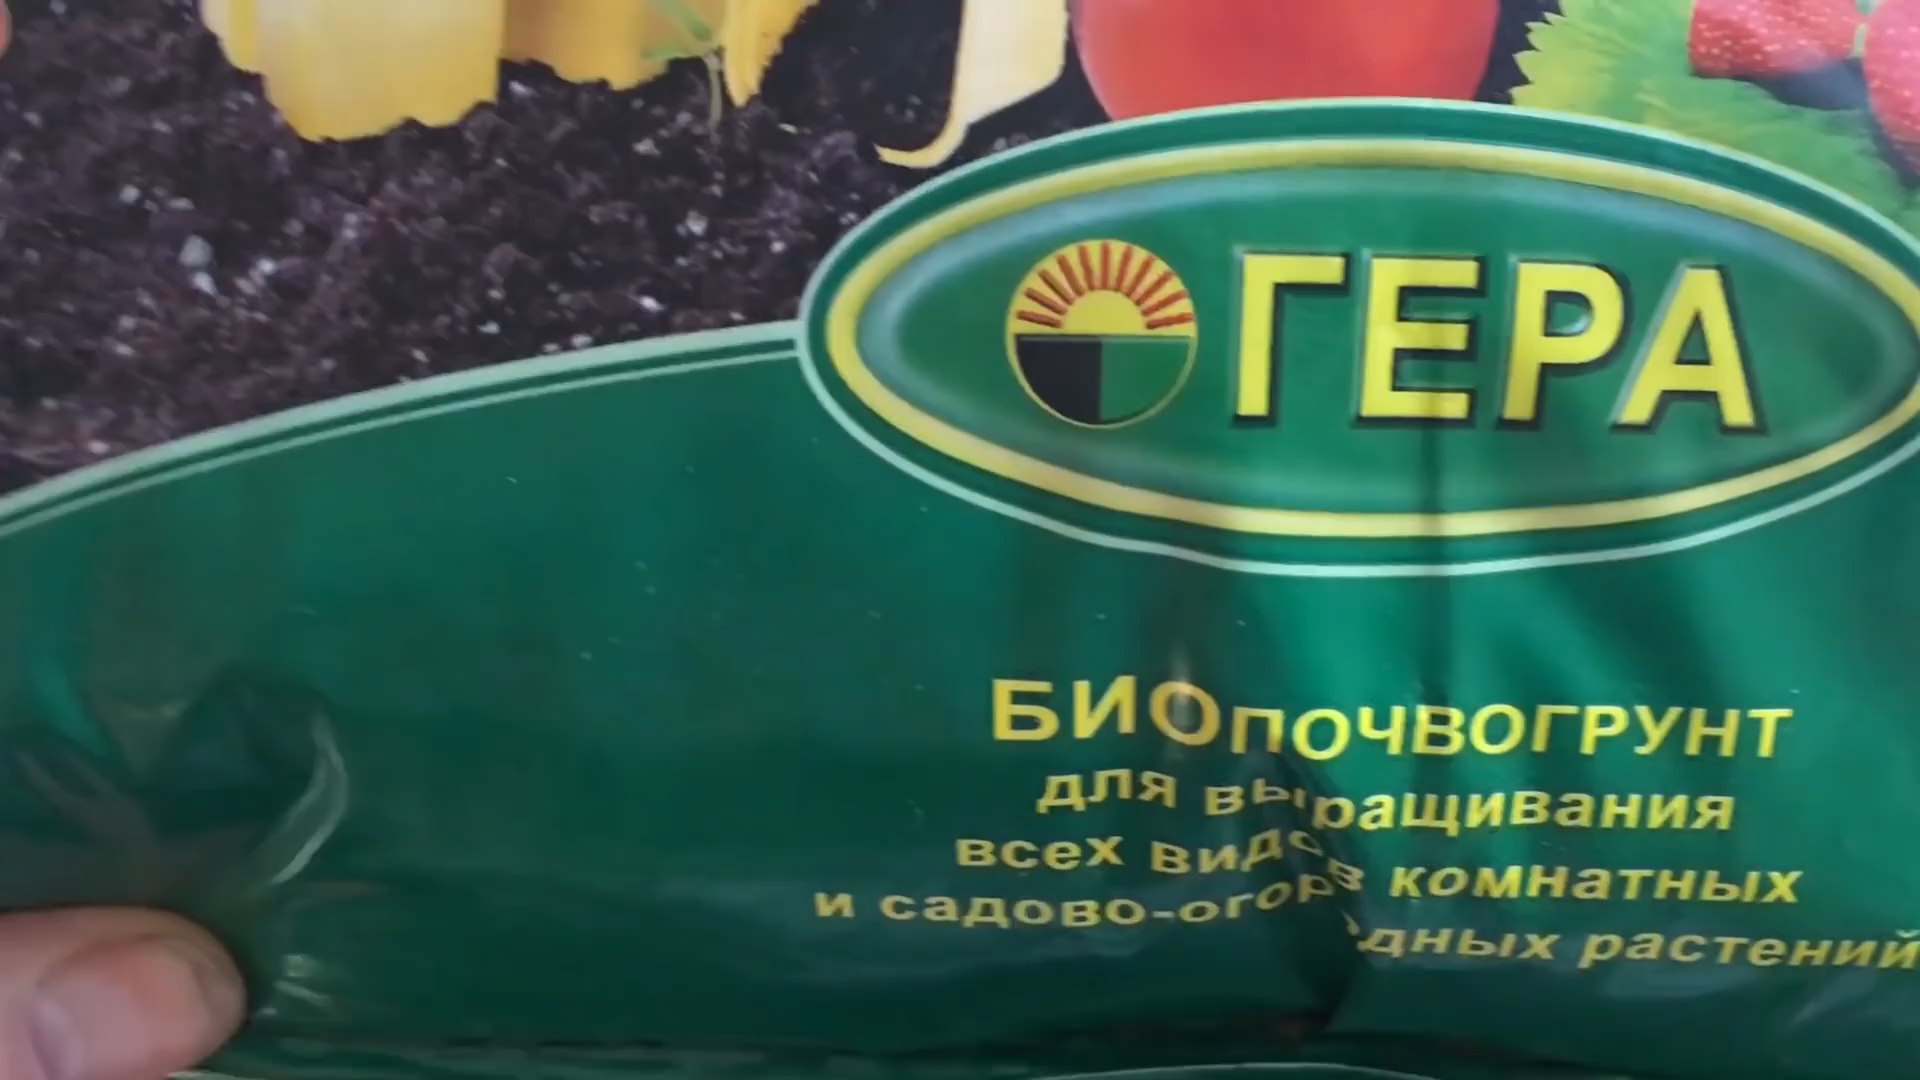 ГЕРА
БИОПОЧВОГРУНТ
для выращивания
всех видов комнатных
и садово-огородных растений